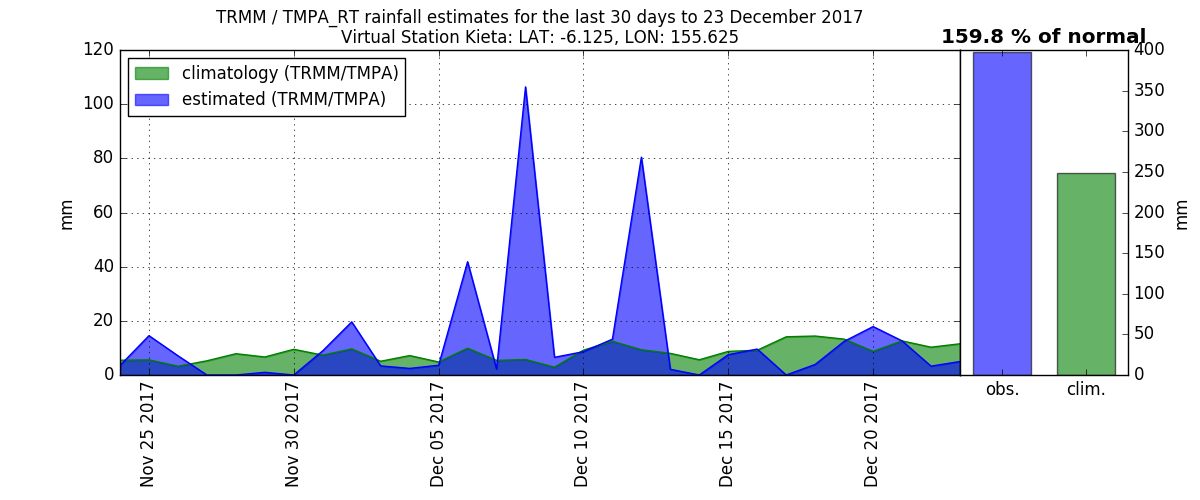 TRMM / TMPA_RT rainfall estimates for the last 30 days to 23 December 2017
Virtual Station Kieta: LAT: -6.125, LON: 155.625
159.8 % of normal
climatology (TRMM/TMPA)
estimated (TRMM/TMPA)
120
100
80
60
40
20
0
mm
Nov 25 2017
Nov 30 2017
Dec 05 2017
Dec 10 2017
Dec 15 2017
Dec 20 2017
obs.
clim.
400
350
300
250
200
150
100
50
0
mm